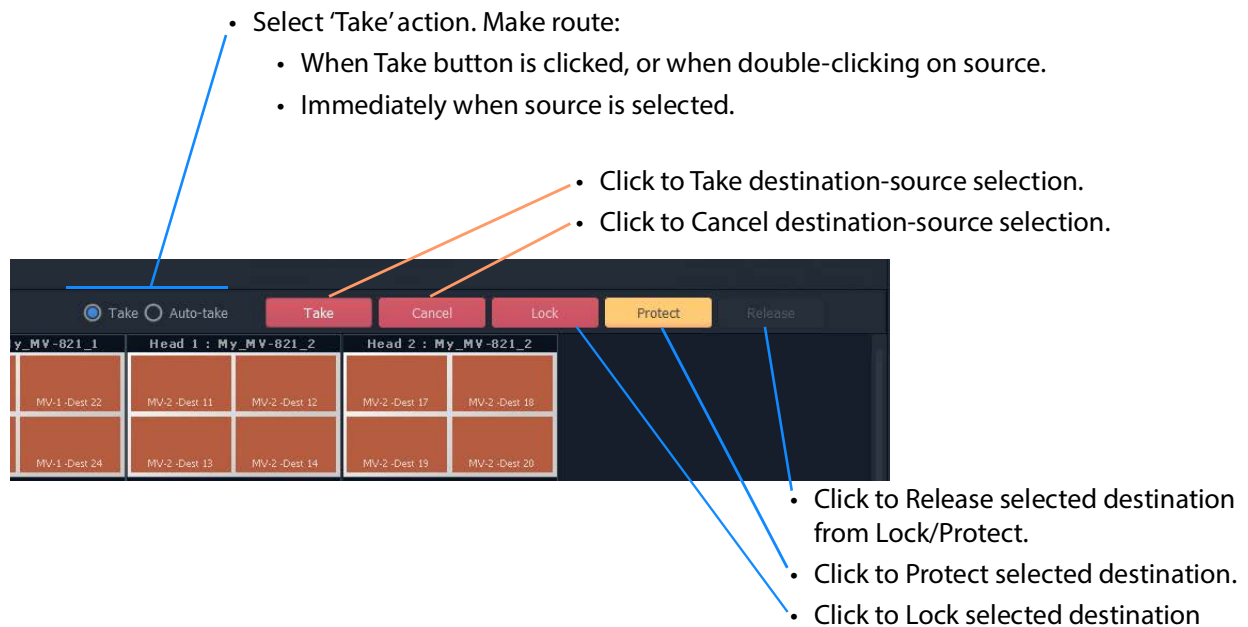 • Select ‘Take’ action. Make route:
• When Take button is clicked, or when double-clicking on source.
• Immediately when source is selected.
• Click to Take destination-source selection.
• Click to Cancel destination-source selection.
Take Auto-take Take Cancel Lock Protect Release
y_MV-821_1 Head 1 : My_MV-821_2 Head 2 : My_MV-821_2
MV-1 -Dest 22 MV-2 -Dest 11 MV-2 -Dest 12 MV-2 -Dest 17 MV-2 -Dest 18
MV-1 -Dest 24 MV-2 -Dest 13 MV-2 -Dest 14 MV-2 -Dest 19 MV-2 -Dest 20
• Click to Release selected destination
from Lock/Protect.
• Click to Protect selected destination.
• Click to Lock selected destination